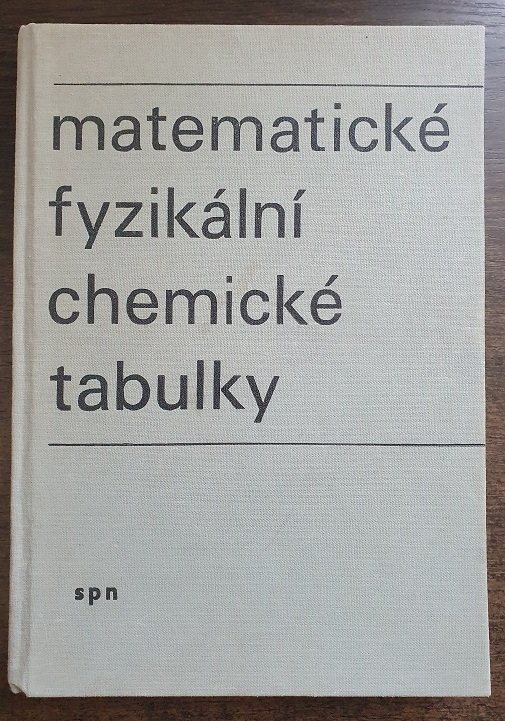 matematické
fyzikální
chemické
tabulky
spn